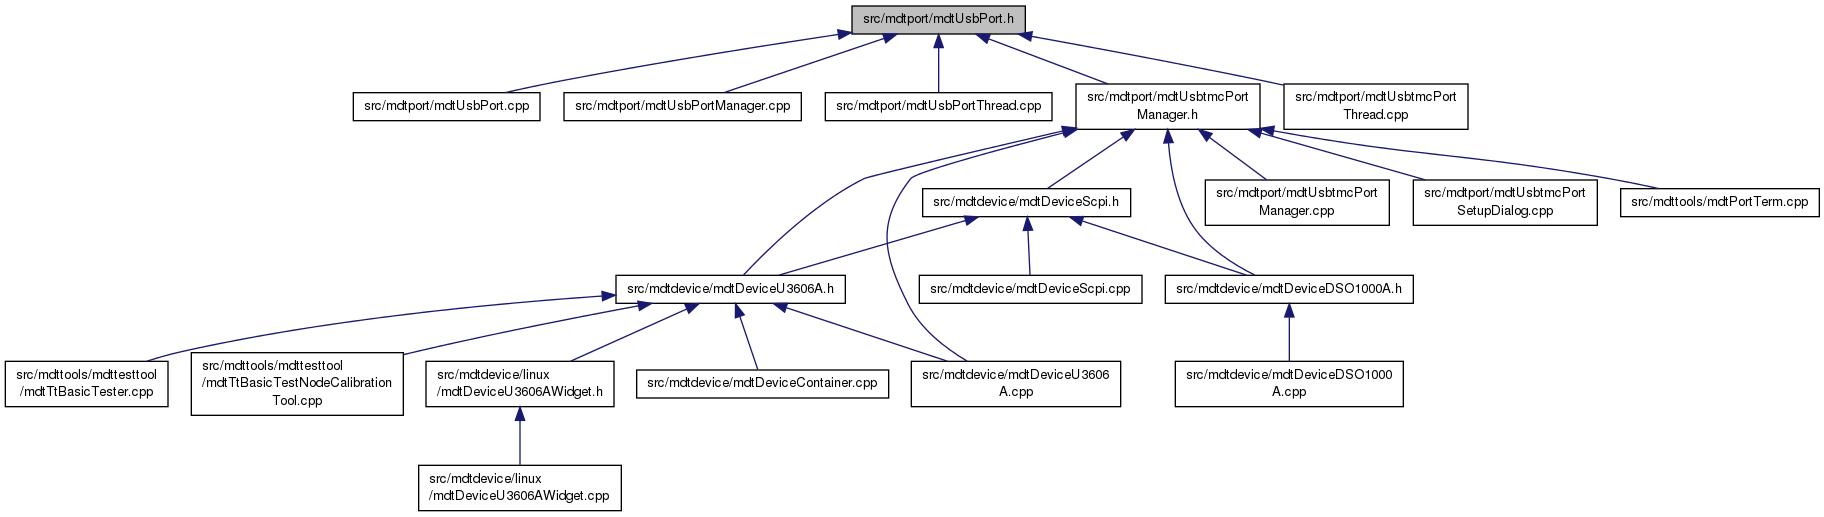 src/mdtport/mdtUsbPort.h
src/mdtport/mdtUsbPort.cpp
src/mdtport/mdtUsbPortManager.cpp
src/mdtport/mdtUsbPortThread.cpp
src/mdtport/mdtUsbtmcPort
Manager.h
src/mdtport/mdtUsbtmcPort
Thread.cpp
src/mdtdevice/mdtDeviceScpi.h
src/mdtport/mdtUsbtmcPort
Manager.cpp
src/mdtport/mdtUsbtmcPort
SetupDialog.cpp
src/mdttools/mdtPortTerm.cpp
src/mdtdevice/mdtDeviceU3606A.h
src/mdtdevice/mdtDeviceScpi.cpp
src/mdtdevice/mdtDeviceDSO1000A.h
src/mdttools/mdttesttool
/mdtTtBasicTester.cpp
src/mdttools/mdttesttool
/mdtTtBasicTestNodeCalibration
Tool.cpp
src/mdtdevice/linux
/mdtDeviceU3606AWidget.h
src/mdtdevice/mdtDeviceContainer.cpp
src/mdtdevice/mdtDeviceU3606
A.cpp
src/mdtdevice/mdtDeviceDSO1000
A.cpp
src/mdtdevice/linux
/mdtDeviceU3606AWidget.cpp